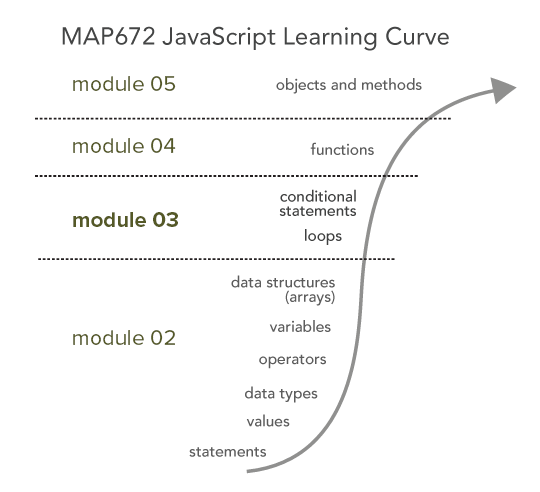 MAP672 JavaScript Learning Curve
module 05
objects and methods
module 04
functions
module 03
conditional
statements
loops
module 02
data structures
(arrays)
variables
operators
data types
values
statements